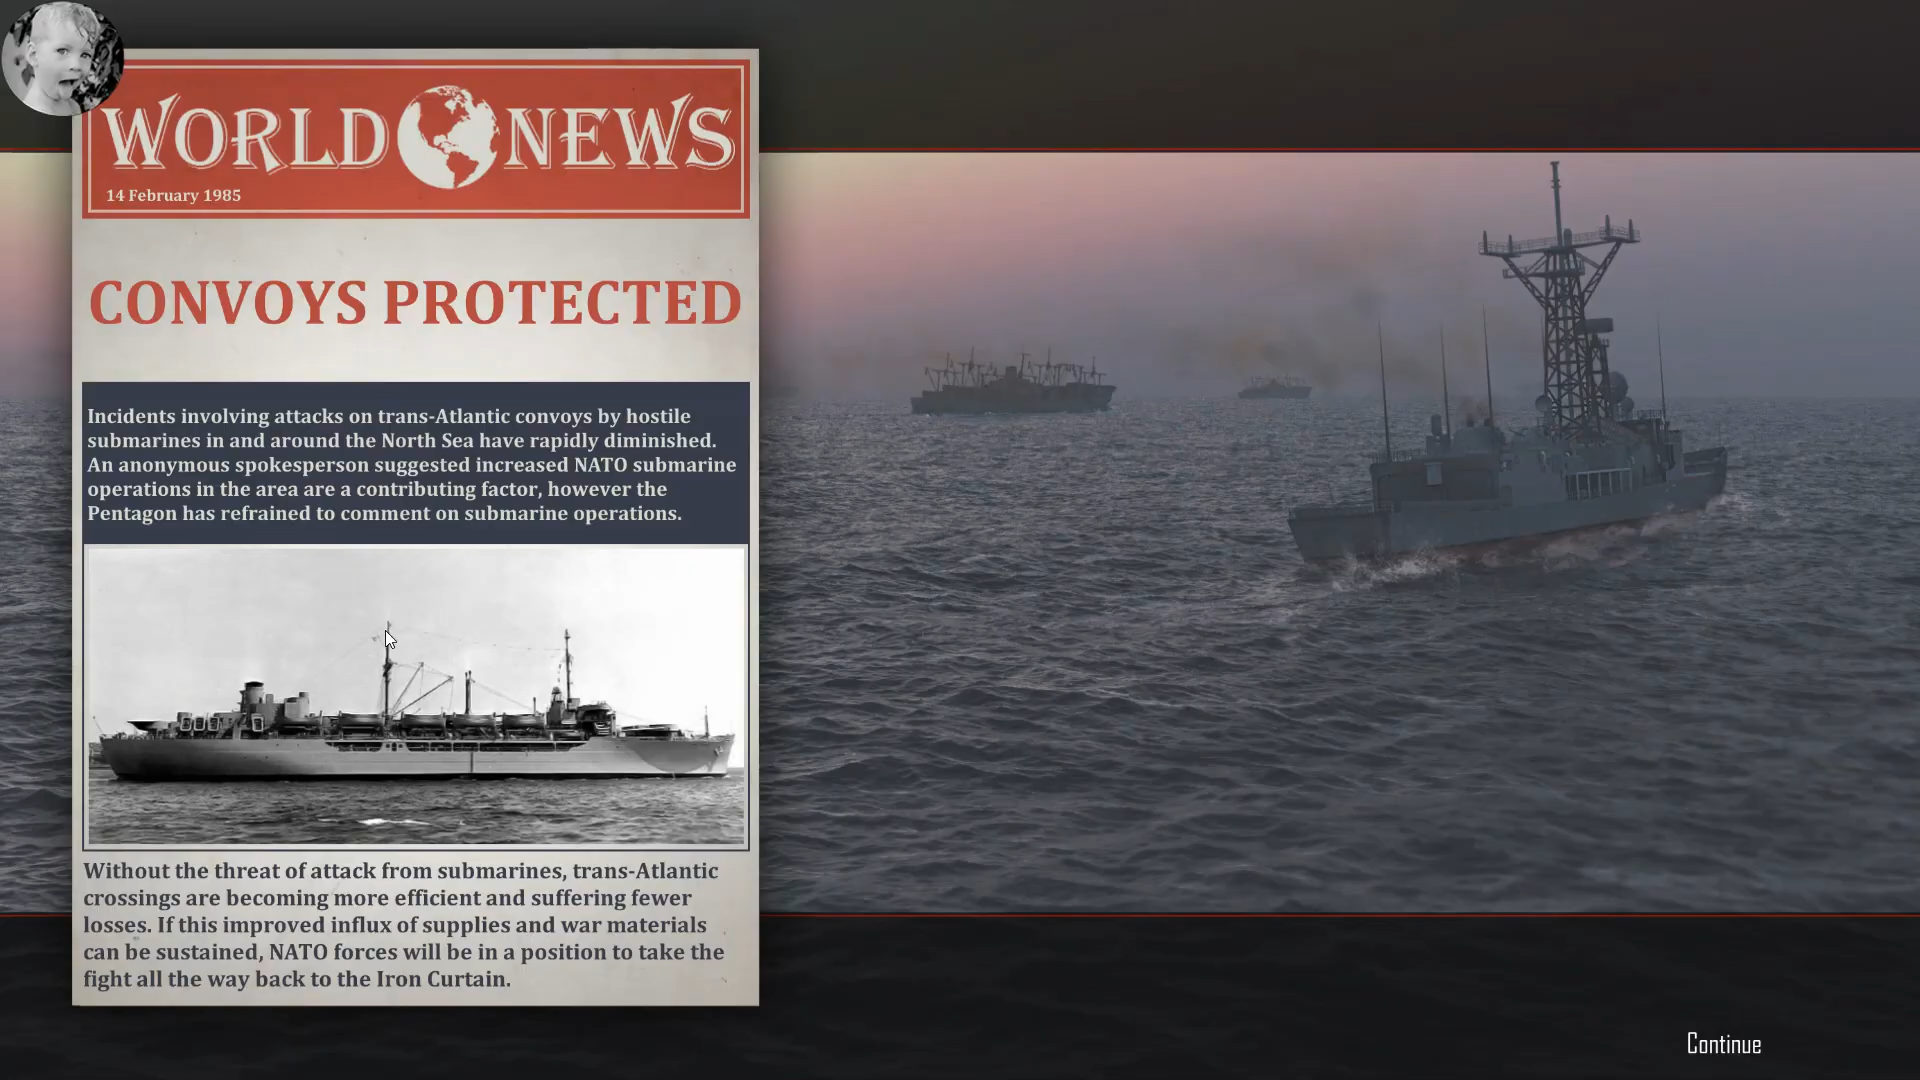 WORLD NEWS
14 February 1985
CONVOYS PROTECTED
Incidents involving attacks on trans-Atlantic convoys by hostile
submarines in and around the North Sea have rapidly diminished.
An anonymous spokesperson suggested increased NATO submarine
operations in the area are a contributing factor, however the
Pentagon has refrained to comment on submarine operations.
Without the threat of attack from submarines, trans-Atlantic
crossings are becoming more efficient and suffering fewer
losses. If this improved influx of supplies and war materials
can be sustained, NATO forces will be in a position to take the
fight all the way back to the Iron Curtain.
Continue